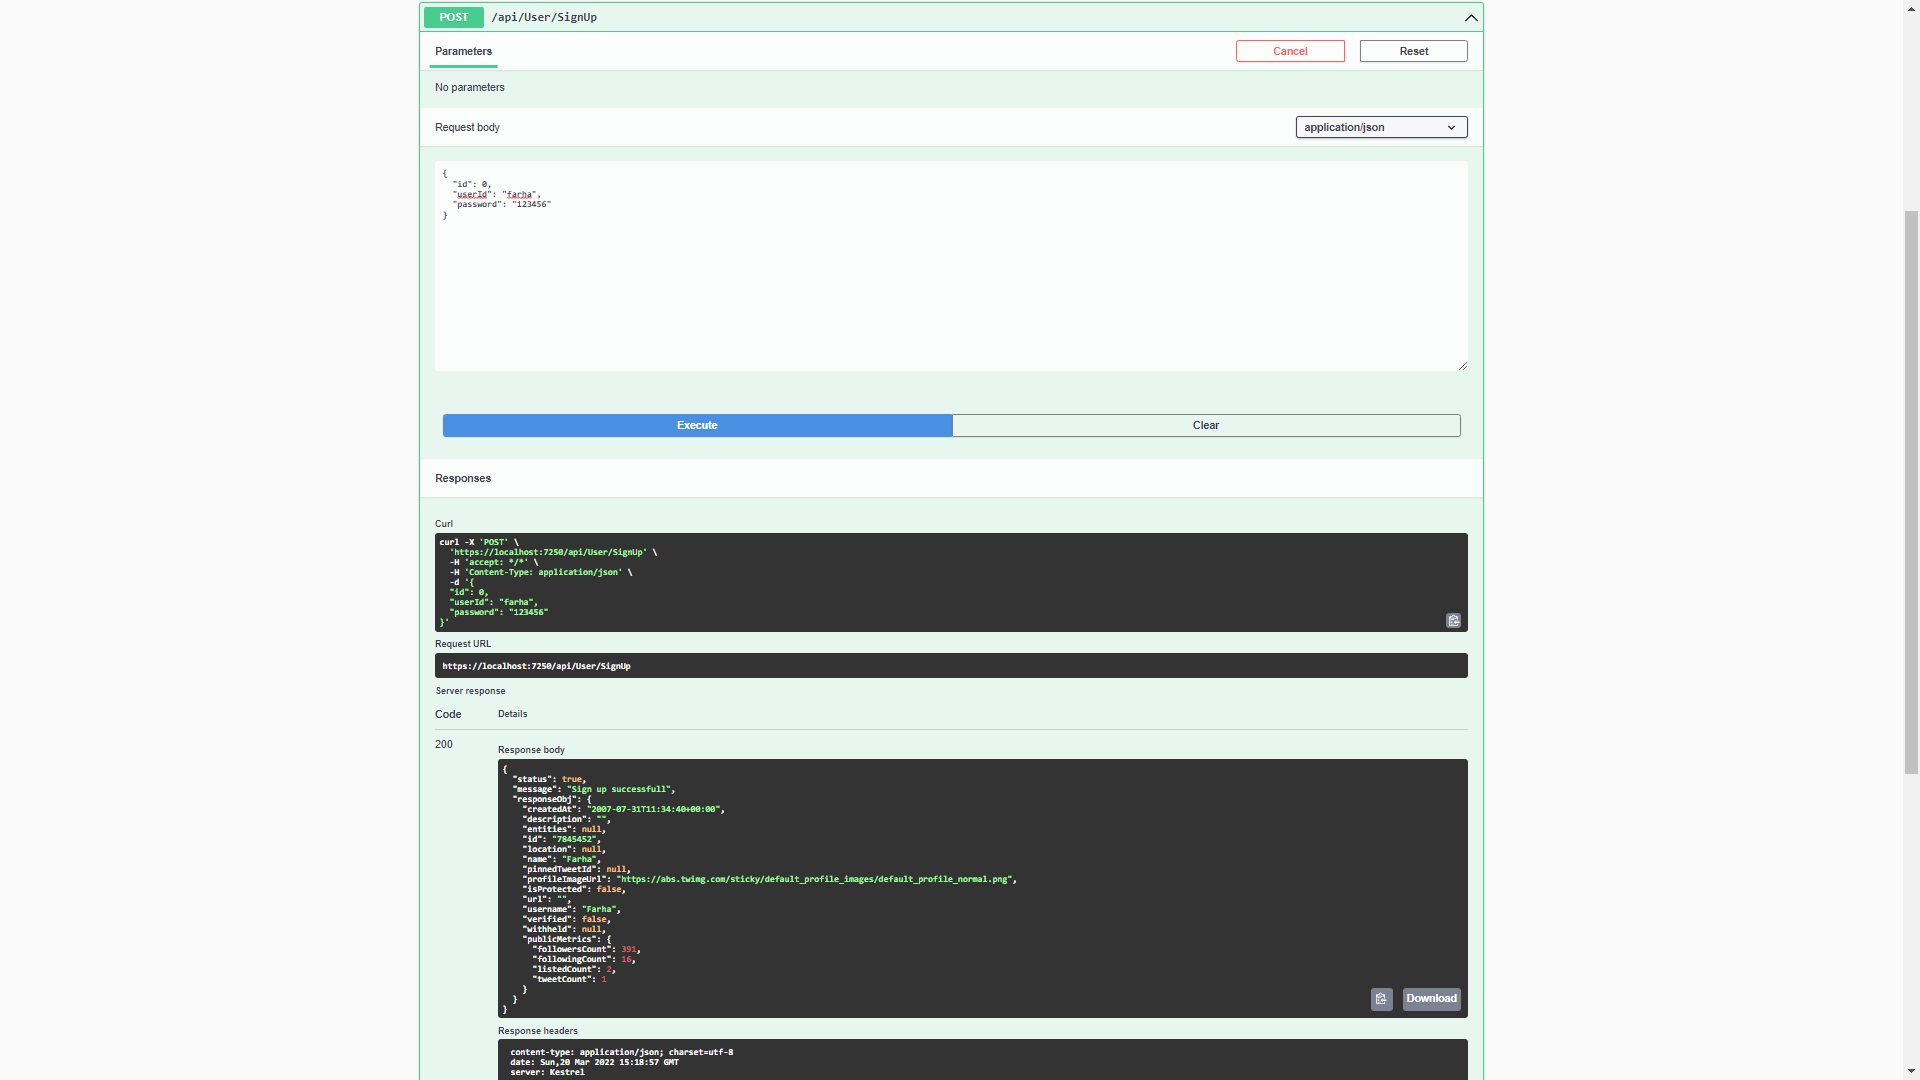 POST /api/User/SignUp
Parameters Cancel Reset
No parameters
Request body application/json
{
"id": 0,
"userId": "farha",
"password": "123456"
}
Execute Clear
Responses
Curl
curl -X 'POST' \
'https://localhost:7250/api/User/SignUp' \
-H 'accept: */*' \
-H 'Content-Type: application/json' \
-d '{
"id": 0,
"userId": "farha",
"password": "123456"
}'
Request URL
https://localhost:7250/api/User/SignUp
Server response
Code Details
200
Response body
{
"status": true,
"message": "Sign up successfull",
"responseObj": {
"createdAt": "2007-07-31T11:34:40+00:00",
"description": "",
"entities": null,
"id": "7845452",
"location": null,
"name": "Farha",
"pinnedTweetId": null,
"profileImageUrl": "https://abs.twimg.com/sticky/default_profile_images/default_profile_normal.png",
"isProtected": false,
"url": "",
"username": "Farha",
"verified": false,
"withheld": null,
"publicMetrics": {
"followersCount": 391,
"followingCount": 16,
"listedCount": 2,
"tweetCount": 1
}
}
}
Download
Response headers
content-type: application/json; charset=utf-8
date: Sun,20 Mar 2022 15:18:57 GMT
server: Kestrel